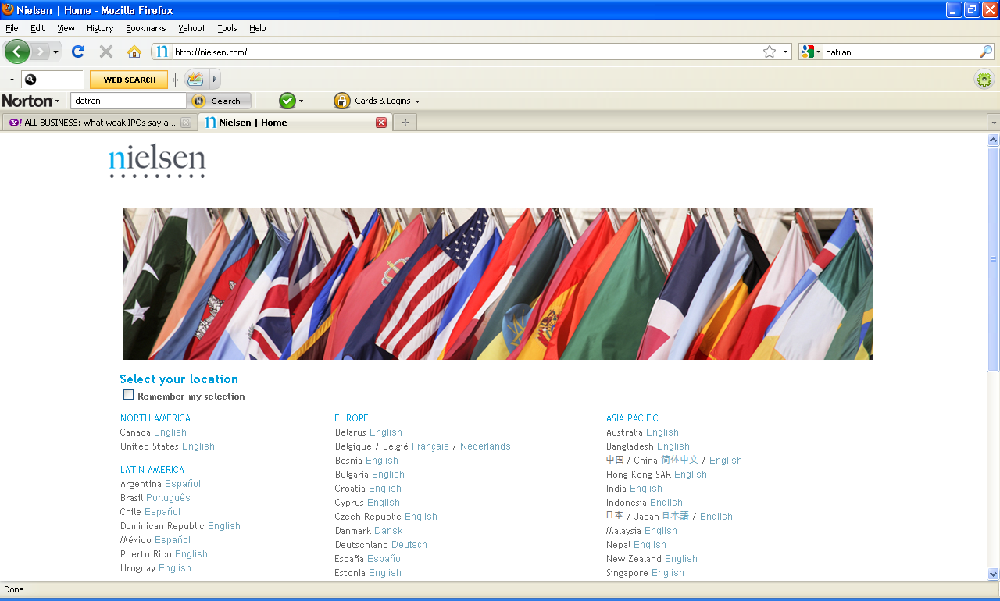 Nielsen | Home - Mozilla Firefox
File Edit View History Bookmarks Yahoo! Tools Help
http://nielsen.com/ datran
WEB SEARCH
Norton datran Search Cards & Logins
ALL BUSINESS: What weak IPOs say a... Nielsen | Home
nielsen
Select your location
Remember my selection
NORTH AMERICA
Canada English
United States English
LATIN AMERICA
Argentina Español
Brasil Português
Chile Español
Dominican Republic English
México Español
Puerto Rico English
Uruguay English
EUROPE
Belarus English
Belgique / België Français / Nederlands
Bosnia English
Bulgaria English
Croatia English
Cyprus English
Czech Republic English
Danmark Dansk
Deutschland Deutsch
España Español
Estonia English
ASIA PACIFIC
Australia English
Bangladesh English
中国 / China 简体中文 / English
Hong Kong SAR English
India English
Indonesia English
日本 / Japan 日本語 / English
Malaysia English
Nepal English
New Zealand English
Singapore English
Done